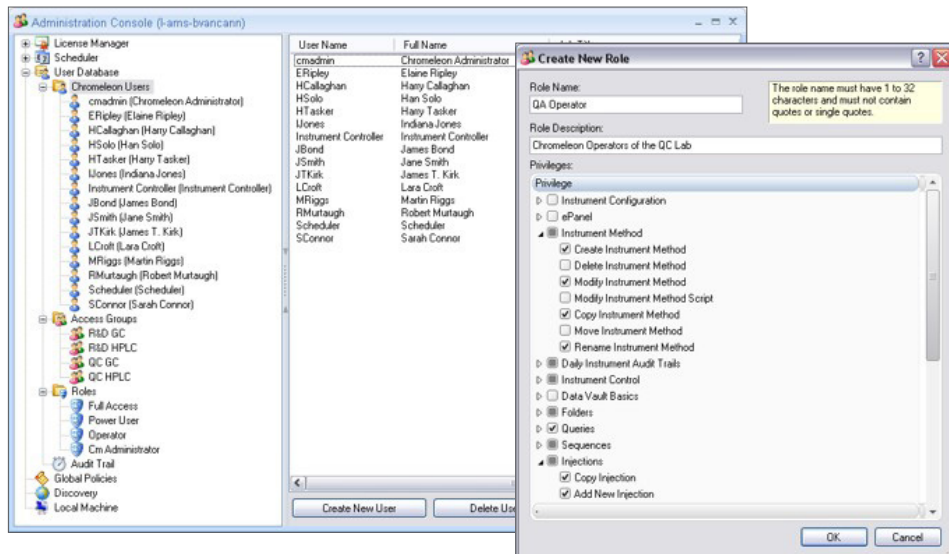 Administration Console (l-ams-bvancann)
License Manager
Scheduler
User Database
Chromeleon Users
cmadmin (Chromeleon Administrator)
ERipley (Elaine Ripley)
HCallaghan (Harry Callaghan)
HSolo (Han Solo)
HTasker (Harry Tasker)
IJones (Indiana Jones)
Instrument Controller (Instrument Controller)
JBond (James Bond)
JSmith (Jane Smith)
JTKirk (James T. Kirk)
LCroft (Lara Croft)
MRiggs (Martin Riggs)
RMurtaugh (Robert Murtaugh)
Scheduler (Scheduler)
SConnor (Sarah Connor)
Access Groups
R&D GC
R&D HPLC
QC GC
QC HPLC
Roles
Full Access
Power User
Operator
Cm Administrator
Audit Trail
Global Policies
Discovery
Local Machine
User Name Full Name
cmadmin Chromeleon Administrator
ERipley Elaine Ripley
HCallaghan Harry Callaghan
HSolo Han Solo
HTasker Harry Tasker
IJones Indiana Jones
Instrument Controller Instrument Controller
JBond James Bond
JSmith Jane Smith
JTKirk James T. Kirk
LCroft Lara Croft
MRiggs Martin Riggs
RMurtaugh Robert Murtaugh
Scheduler Scheduler
SConnor Sarah Connor
Create New User Delete Use
Create New Role
Role Name:
QA Operator
The role name must have 1 to 32
characters and must not contain
quotes or single quotes.
Role Description:
Chromeleon Operators of the QC Lab
Privileges:
Privilege
Instrument Configuration
ePanel
Instrument Method
Create Instrument Method
Delete Instrument Method
Modify Instrument Method
Modify Instrument Method Script
Copy Instrument Method
Move Instrument Method
Rename Instrument Method
Daily Instrument Audit Trails
Instrument Control
Data Vault Basics
Folders
Queries
Sequences
Injections
Copy Injection
Add New Injection
OK Cancel